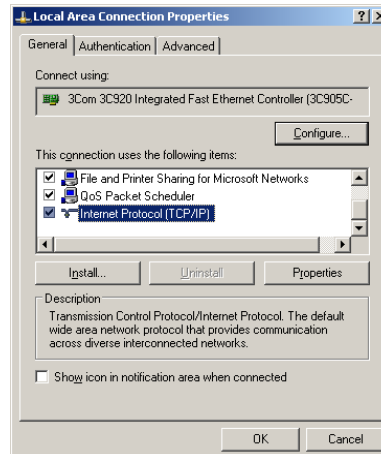 Local Area Connection Properties
General Authentication Advanced
Connect using:
3Com 3C920 Integrated Fast Ethernet Controller (3C905C-
Configure...
This connection uses the following items:
File and Printer Sharing for Microsoft Networks
QoS Packet Scheduler
Internet Protocol (TCP/IP)
Install... Uninstall Properties
Description
Transmission Control Protocol/Internet Protocol. The default
wide area network protocol that provides communication
across diverse interconnected networks.
Show icon in notification area when connected
OK Cancel